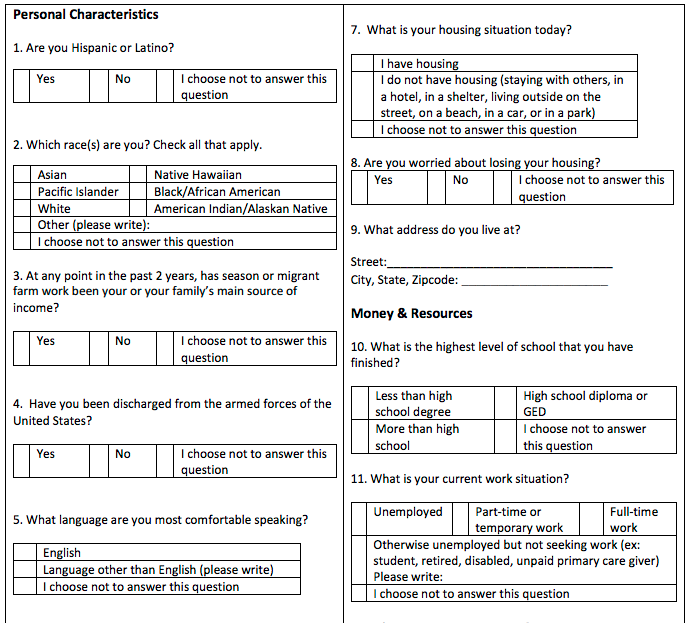 Personal Characteristics
1. Are you Hispanic or Latino?
Yes No I choose not to answer this
question
2. Which race(s) are you? Check all that apply.
Asian Native Hawaiian
Pacific Islander Black/African American
White American Indian/Alaskan Native
Other (please write):
I choose not to answer this question
3. At any point in the past 2 years, has season or migrant
farm work been your or your family's main source of
income?
Yes No I choose not to answer this
question
4. Have you been discharged from the armed forces of the
United States?
Yes No I choose not to answer this
question
5. What language are you most comfortable speaking?
English
Language other than English (please write)
I choose not to answer this question
7. What is your housing situation today?
I have housing
I do not have housing (staying with others, in
a hotel, in a shelter, living outside on the
street, on a beach, in a car, or in a park)
I choose not to answer this question
8. Are you worried about losing your housing?
Yes No I choose not to answer this
question
9. What address do you live at?
Street:
City, State, Zipcode:
Money & Resources
10. What is the highest level of school that you have
finished?
Less than high High school diploma or
school degree GED
More than high I choose not to answer
school this question
11. What is your current work situation?
Unemployed Part-time or Full-time
temporary work work
Otherwise unemployed but not seeking work (ex:
student, retired, disabled, unpaid primary care giver)
Please write:
I choose not to answer this question